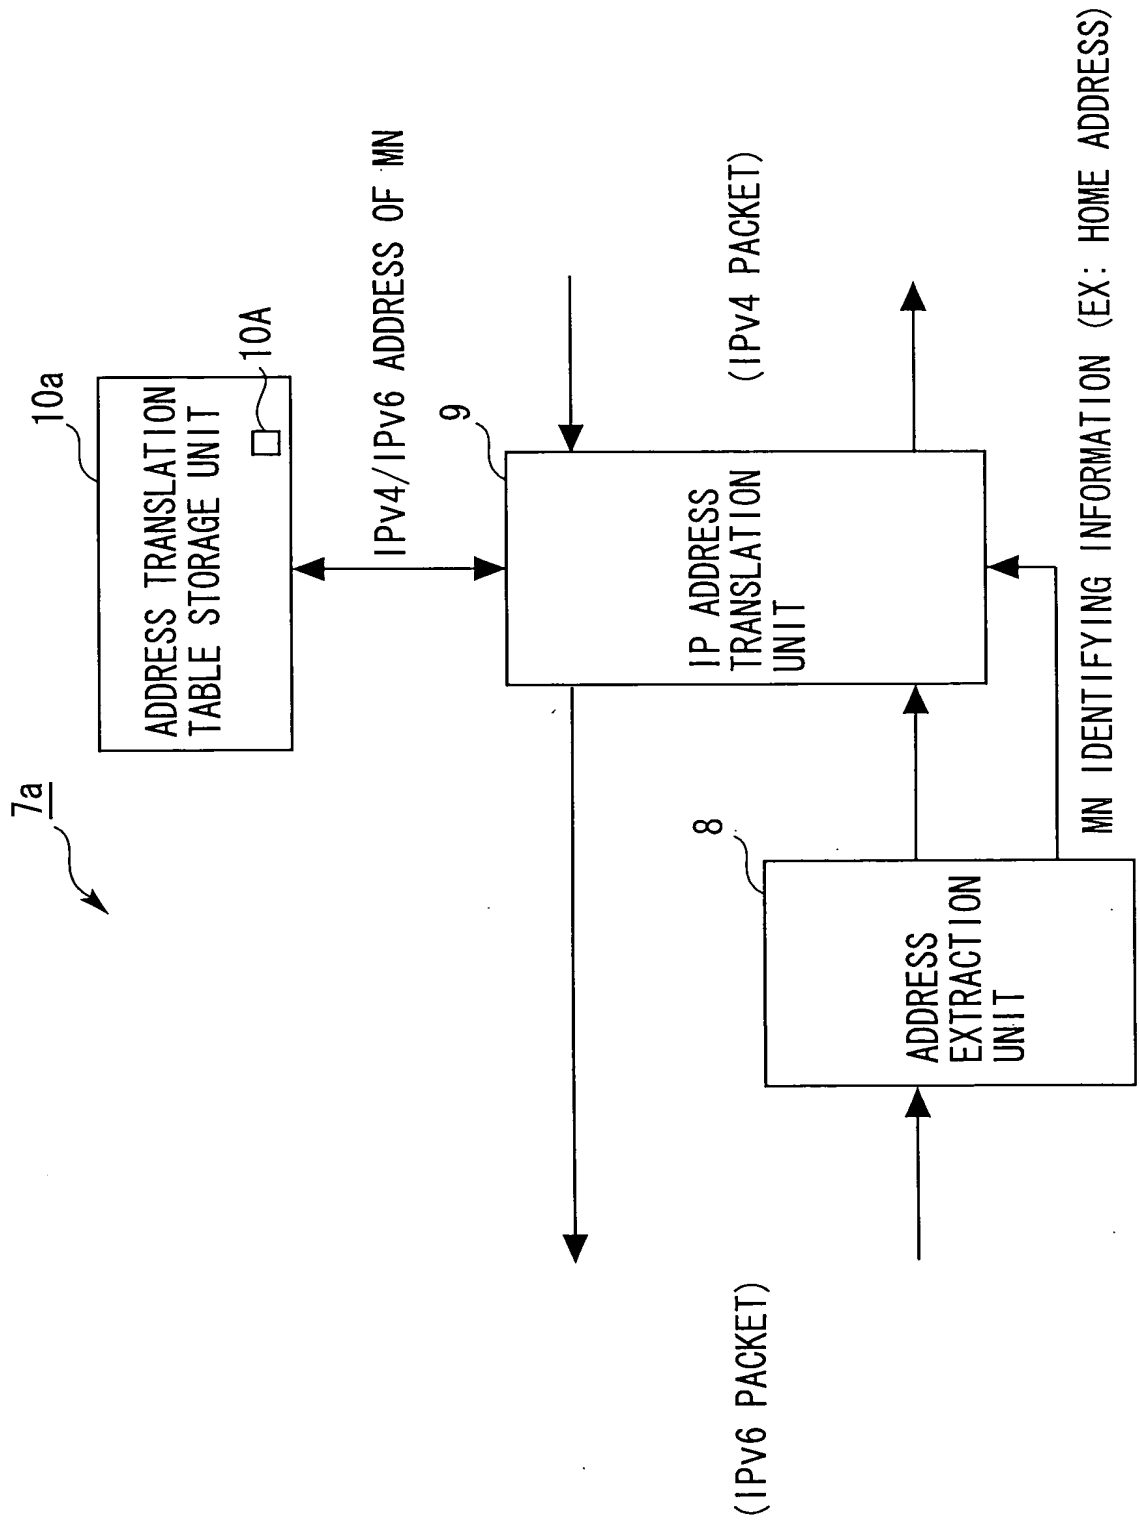 7a
10a
ADDRESS TRANSLATION
TABLE STORAGE UNIT
10A
IPv4/IPv6 ADDRESS OF MN
9
IP ADDRESS
TRANSLATION
UNIT
8
ADDRESS
EXTRACTION
UNIT
(IPv6 PACKET)
(IPv4 PACKET)
MN IDENTIFYING INFORMATION (EX: HOME ADDRESS)